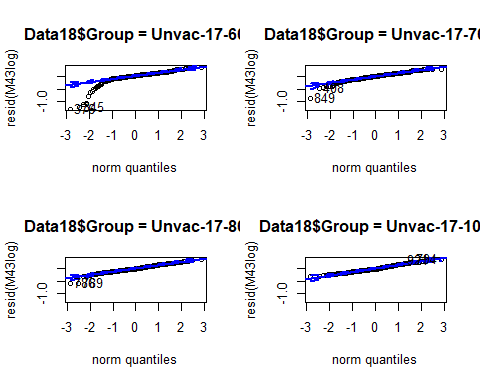 Data18$Group = Unvac-17-60
Data18$Group = Unvac-17-70
resid(M43log)
-1.0
-3 -2 -1 0 1 2 3
norm quantiles
resid(M43log)
-1.0
849
-3 -2 -1 0 1 2 3
norm quantiles
Data18$Group = Unvac-17-80
Data18$Group = Unvac-17-10
resid(M43log)
-1.0
-3 -2 -1 0 1 2 3
norm quantiles
resid(M43log)
-1.0
-3 -2 -1 0 1 2 3
norm quantiles